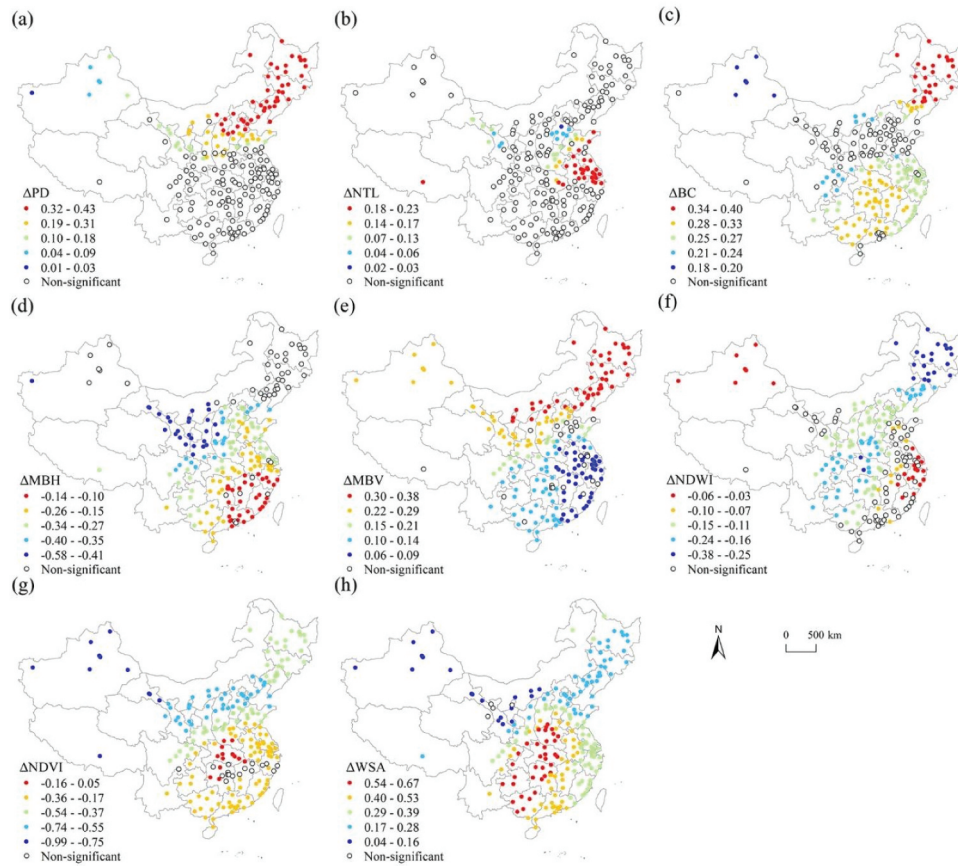 (a)
ΔPD
0.32 - 0.43
0.19 - 0.31
0.10 - 0.18
0.04 - 0.09
0.01 - 0.03
Non-significant
(b)
ΔNTL
0.18 - 0.23
0.14 - 0.17
0.07 - 0.13
0.04 - 0.06
0.02 - 0.03
Non-significant
(c)
ΔBC
0.34 - 0.40
0.28 - 0.33
0.25 - 0.27
0.21 - 0.24
0.18 - 0.20
Non-significant
(d)
ΔMBH
-0.14 - -0.10
-0.26 - -0.15
-0.34 - -0.27
-0.40 - -0.35
-0.58 - -0.41
Non-significant
(e)
ΔMBV
0.30 - 0.38
0.22 - 0.29
0.15 - 0.21
0.10 - 0.14
0.06 - 0.09
Non-significant
(f)
ΔNDWI
-0.06 - -0.03
-0.10 - -0.07
-0.15 - -0.11
-0.24 - -0.16
-0.38 - -0.25
Non-significant
(g)
ΔNDVI
-0.16 - 0.05
-0.36 - -0.17
-0.54 - -0.37
-0.74 - -0.55
-0.99 - -0.75
Non-significant
(h)
ΔWSA
0.54 - 0.67
0.40 - 0.53
0.29 - 0.39
0.17 - 0.28
0.04 - 0.16
Non-significant
N
0 500 km